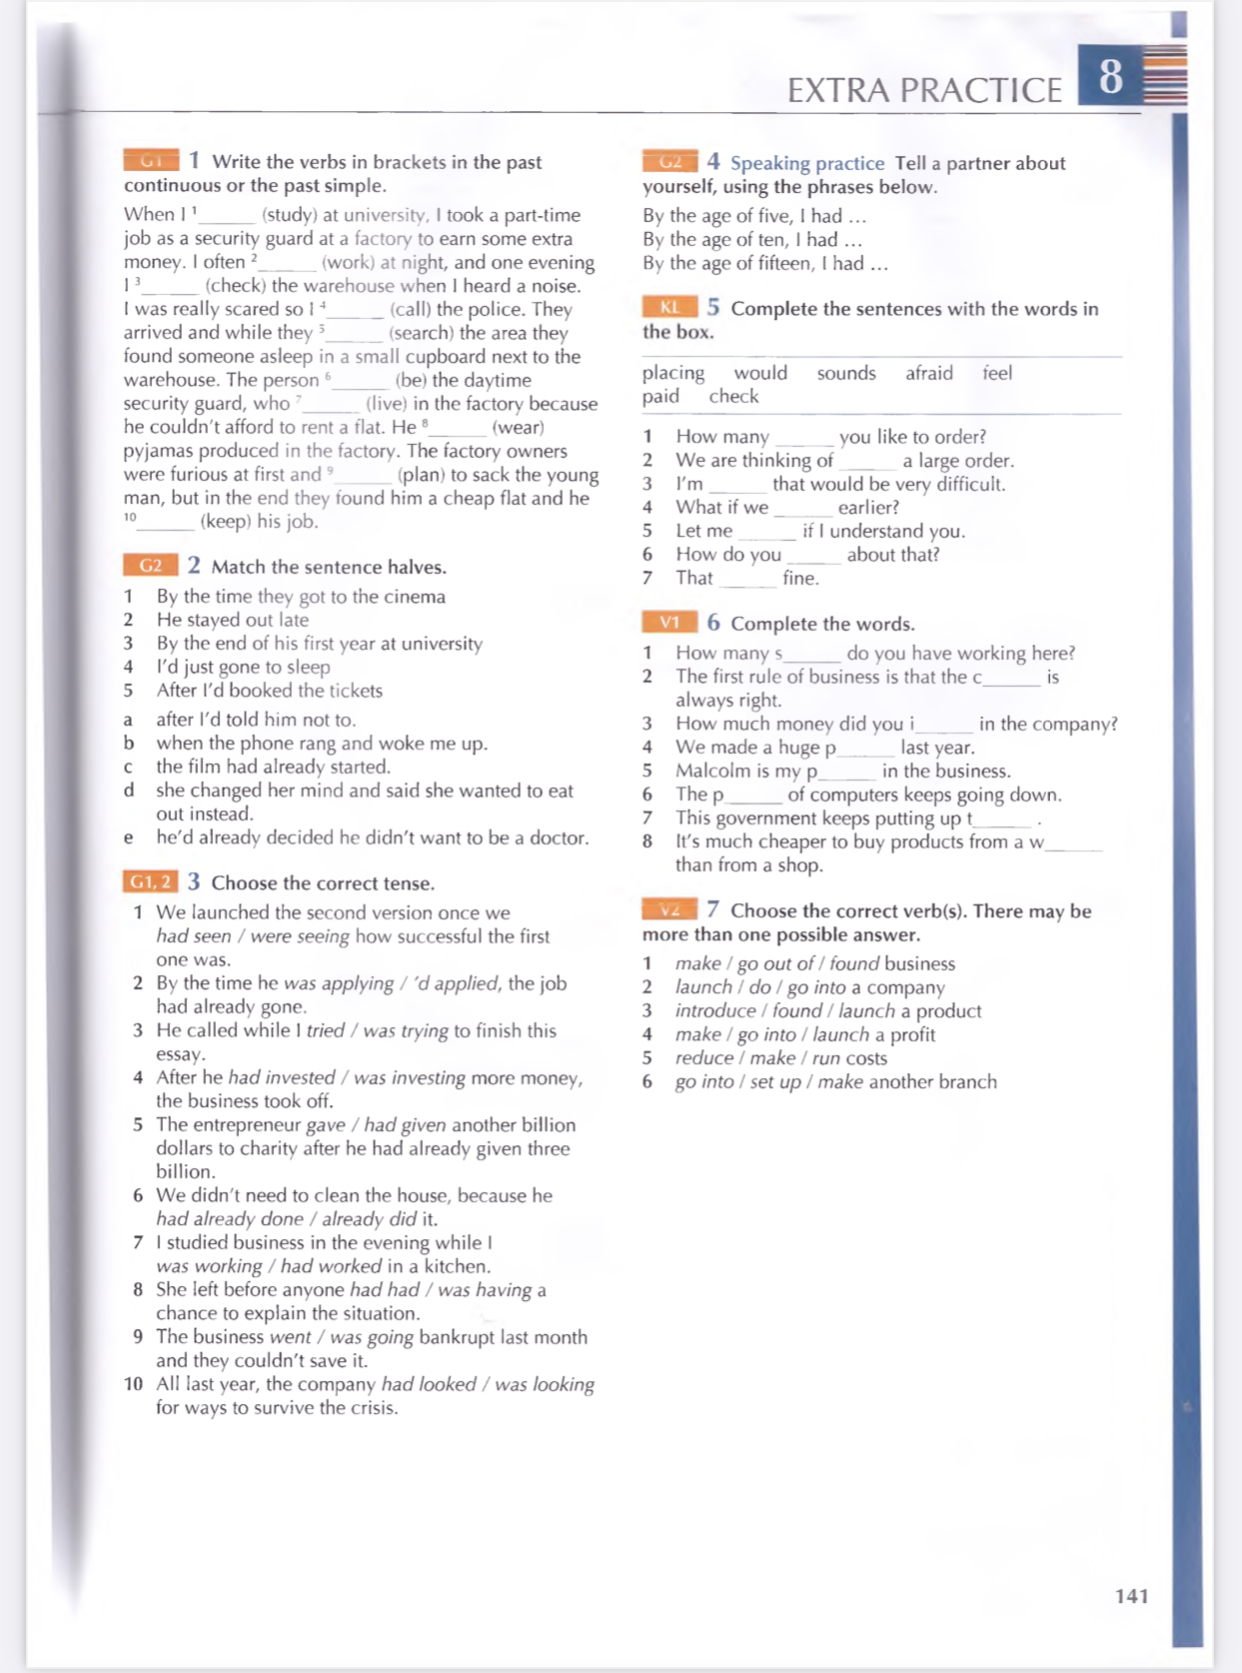 EXTRA PRACTICE 8
G1 1 Write the verbs in brackets in the past
continuous or the past simple.
When I ¹______ (study) at university, I took a part-time
job as a security guard at a factory to earn some extra
money. I often ²______ (work) at night, and one evening
I ³______ (check) the warehouse when I heard a noise.
I was really scared so I ⁴______ (call) the police. They
arrived and while they ⁵______ (search) the area they
found someone asleep in a small cupboard next to the
warehouse. The person ⁶______ (be) the daytime
security guard, who ⁷______ (live) in the factory because
he couldn't afford to rent a flat. He ⁸______ (wear)
pyjamas produced in the factory. The factory owners
were furious at first and ⁹______ (plan) to sack the young
man, but in the end they found him a cheap flat and he
¹⁰______ (keep) his job.
G2 2 Match the sentence halves.
1 By the time they got to the cinema
2 He stayed out late
3 By the end of his first year at university
4 I'd just gone to sleep
5 After I'd booked the tickets
a after I'd told him not to.
b when the phone rang and woke me up.
c the film had already started.
d she changed her mind and said she wanted to eat
out instead.
e he'd already decided he didn't want to be a doctor.
G1, 2 3 Choose the correct tense.
1 We launched the second version once we
had seen / were seeing how successful the first
one was.
2 By the time he was applying / 'd applied, the job
had already gone.
3 He called while I tried / was trying to finish this
essay.
4 After he had invested / was investing more money,
the business took off.
5 The entrepreneur gave / had given another billion
dollars to charity after he had already given three
billion.
6 We didn't need to clean the house, because he
had already done / already did it.
7 I studied business in the evening while I
was working / had worked in a kitchen.
8 She left before anyone had had / was having a
chance to explain the situation.
9 The business went / was going bankrupt last month
and they couldn't save it.
10 All last year, the company had looked / was looking
for ways to survive the crisis.
G2 4 Speaking practice Tell a partner about
yourself, using the phrases below.
By the age of five, I had ...
By the age of ten, I had ...
By the age of fifteen, I had ...
KL 5 Complete the sentences with the words in
the box.
placing would sounds afraid feel
paid check
1 How many ______ you like to order?
2 We are thinking of ______ a large order.
3 I'm ______ that would be very difficult.
4 What if we ______ earlier?
5 Let me ______ if I understand you.
6 How do you ______ about that?
7 That ______ fine.
V1 6 Complete the words.
1 How many s______ do you have working here?
2 The first rule of business is that the c______ is
always right.
3 How much money did you i______ in the company?
4 We made a huge p______ last year.
5 Malcolm is my p______ in the business.
6 The p______ of computers keeps going down.
7 This government keeps putting up t______ .
8 It's much cheaper to buy products from a w______
than from a shop.
V2 7 Choose the correct verb(s). There may be
more than one possible answer.
1 make / go out of / found business
2 launch / do / go into a company
3 introduce / found / launch a product
4 make / go into / launch a profit
5 reduce / make / run costs
6 go into / set up / make another branch
141